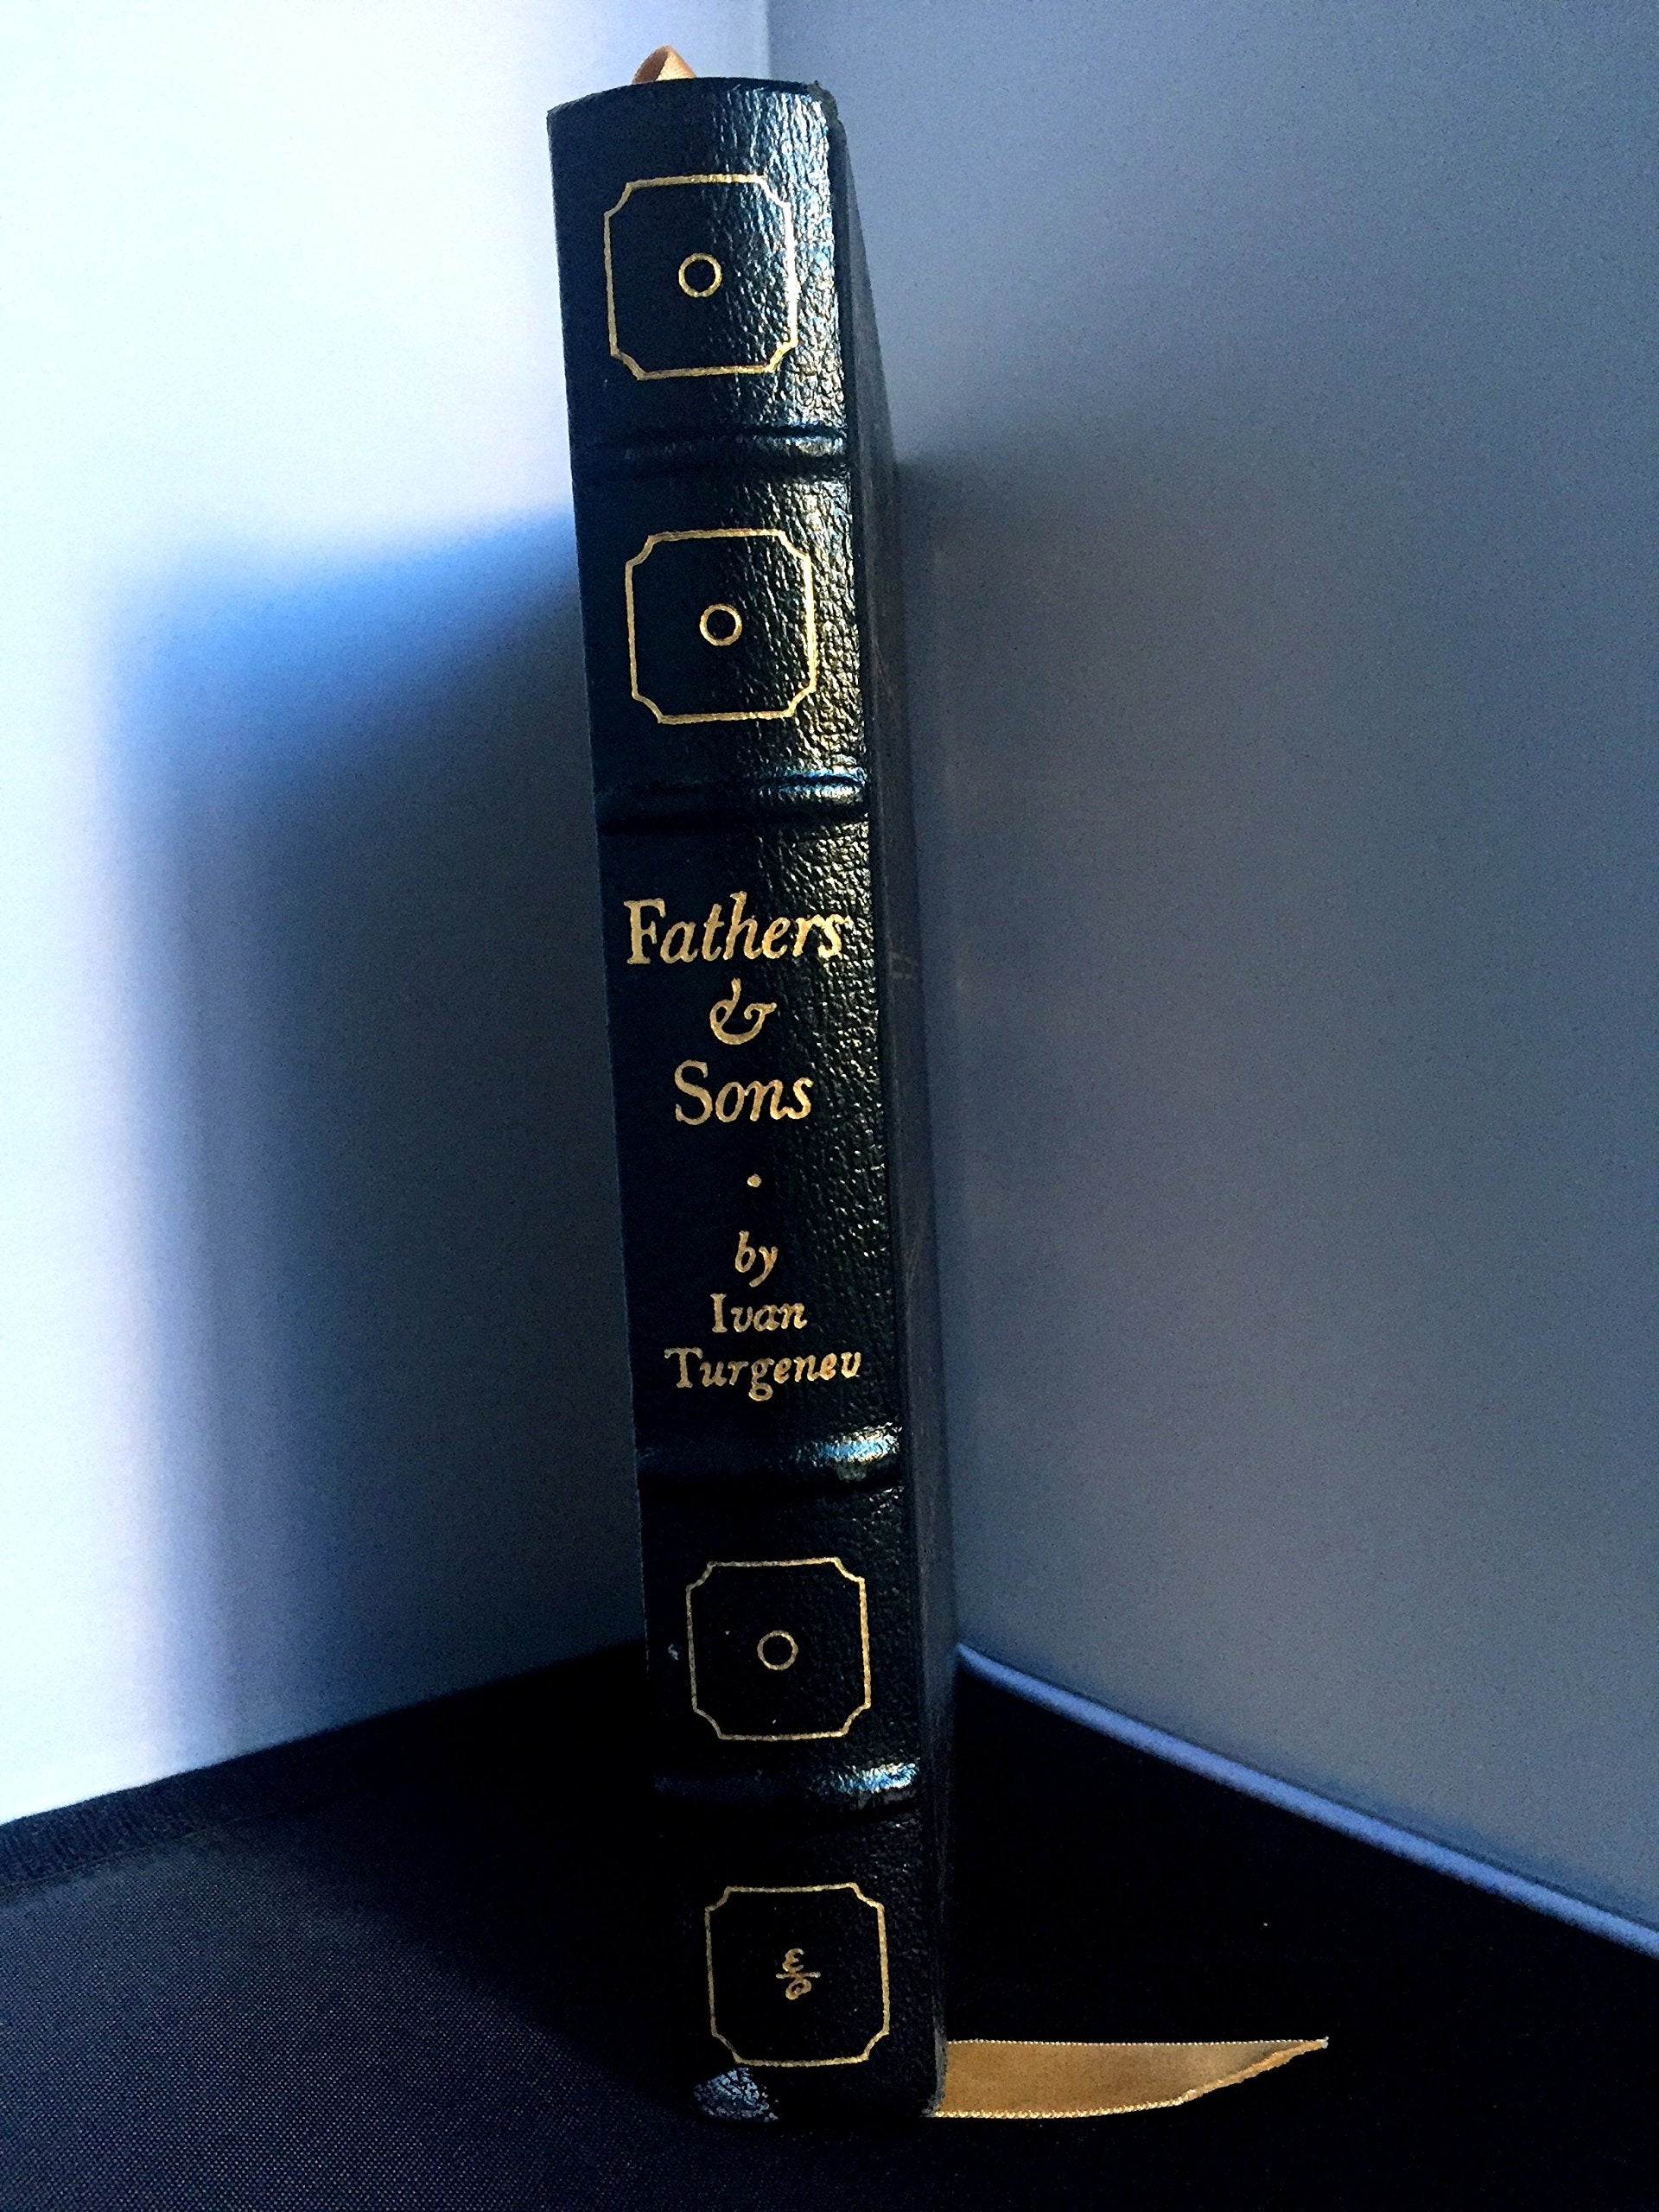 Fathers
&
Sons
•
by
Ivan
Turgenev